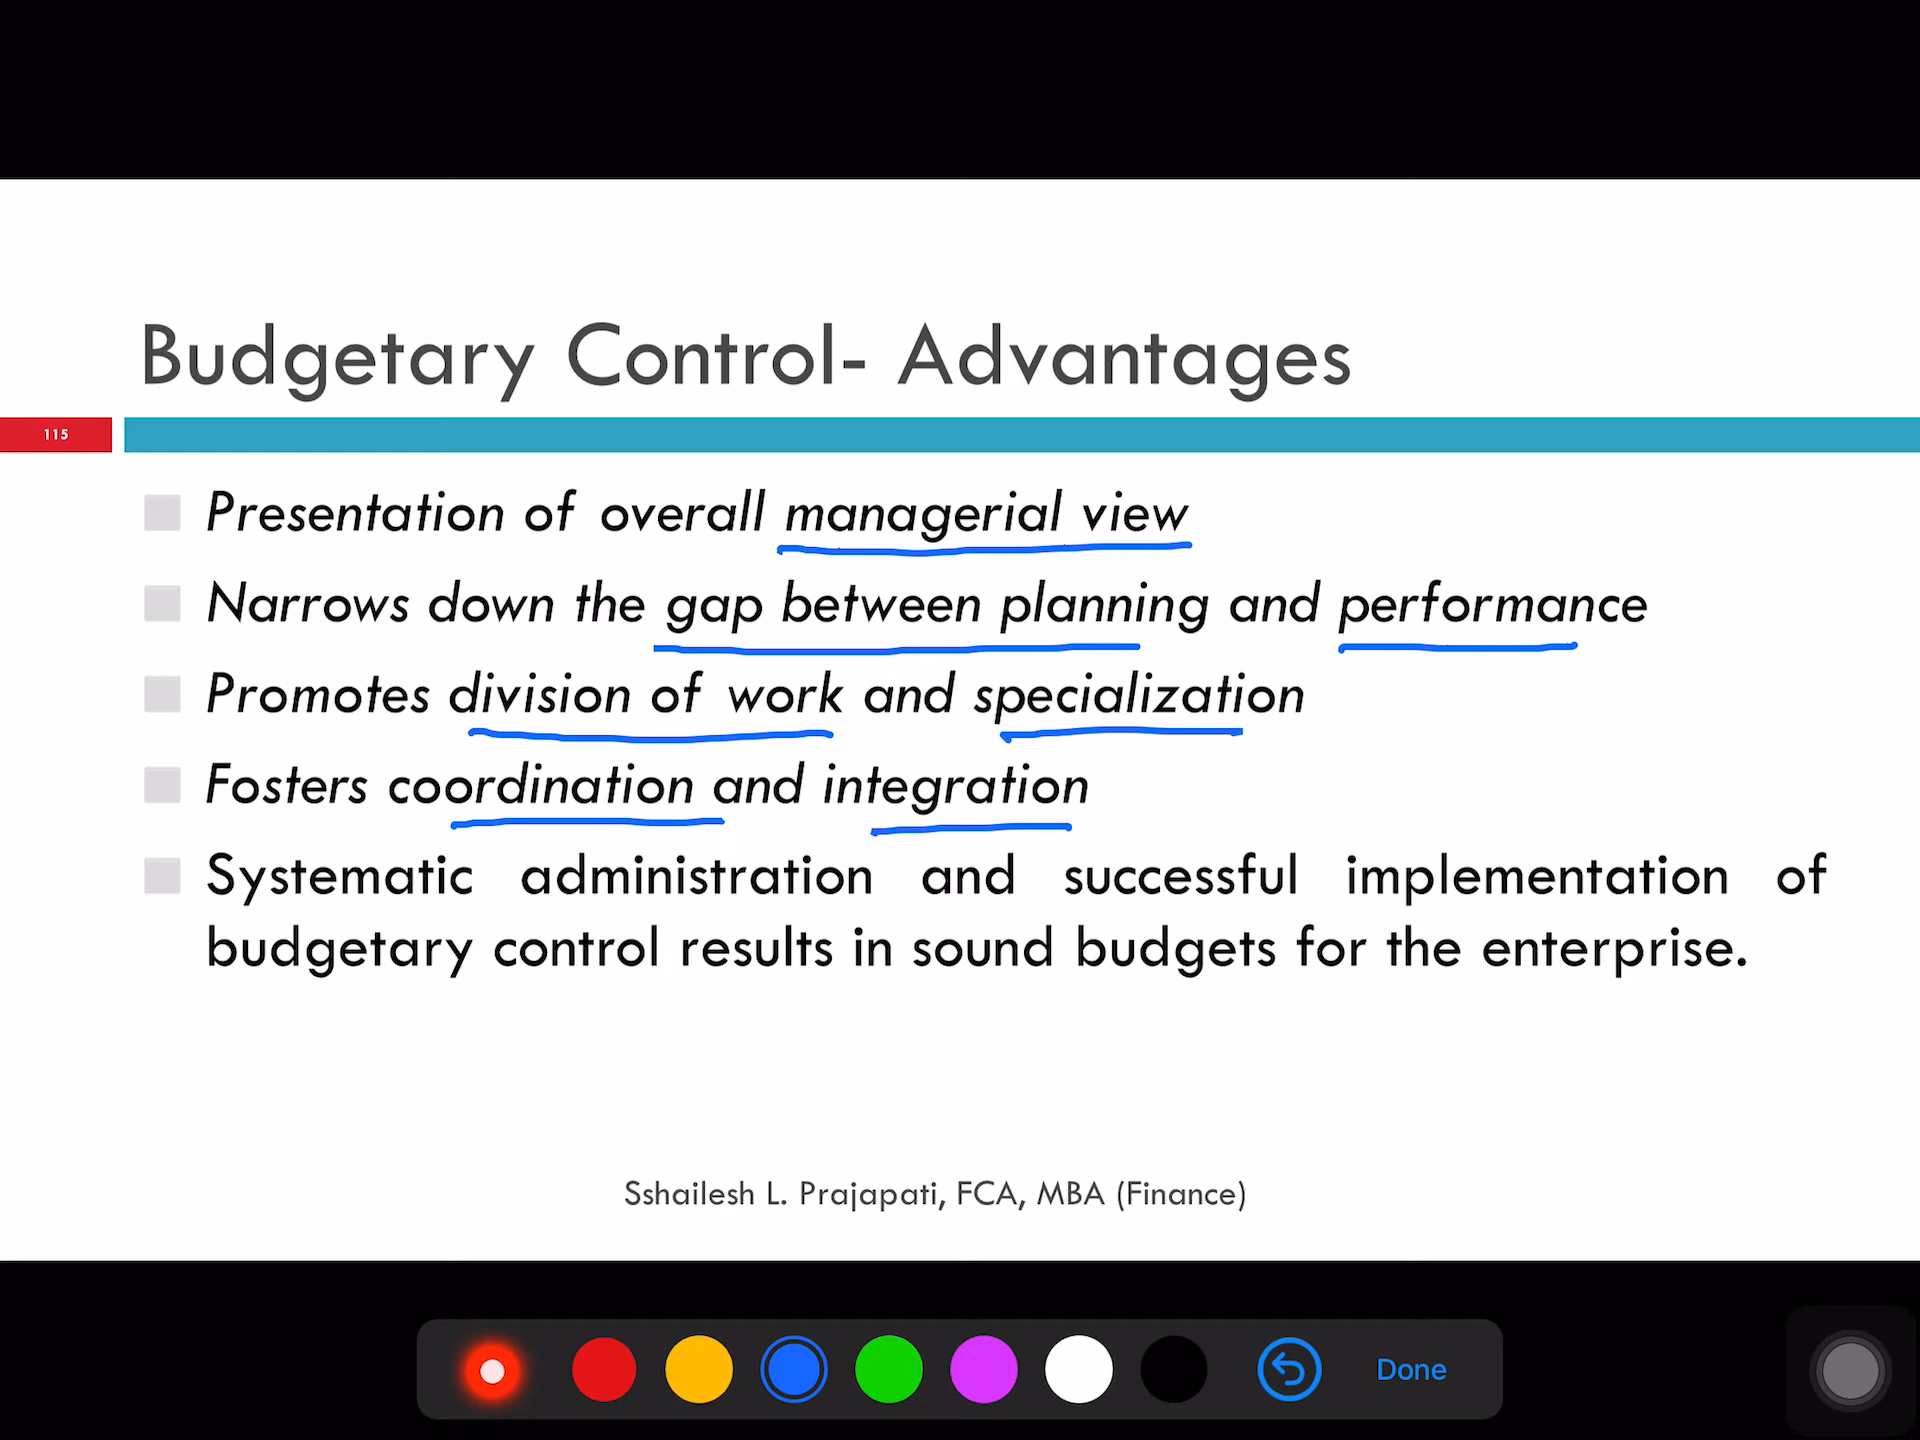 Budgetary Control- Advantages
115
Presentation of overall managerial view
Narrows down the gap between planning and performance
Promotes division of work and specialization
Fosters coordination and integration
Systematic administration and successful implementation of
budgetary control results in sound budgets for the enterprise.
Sshailesh L. Prajapati, FCA, MBA (Finance)
Done